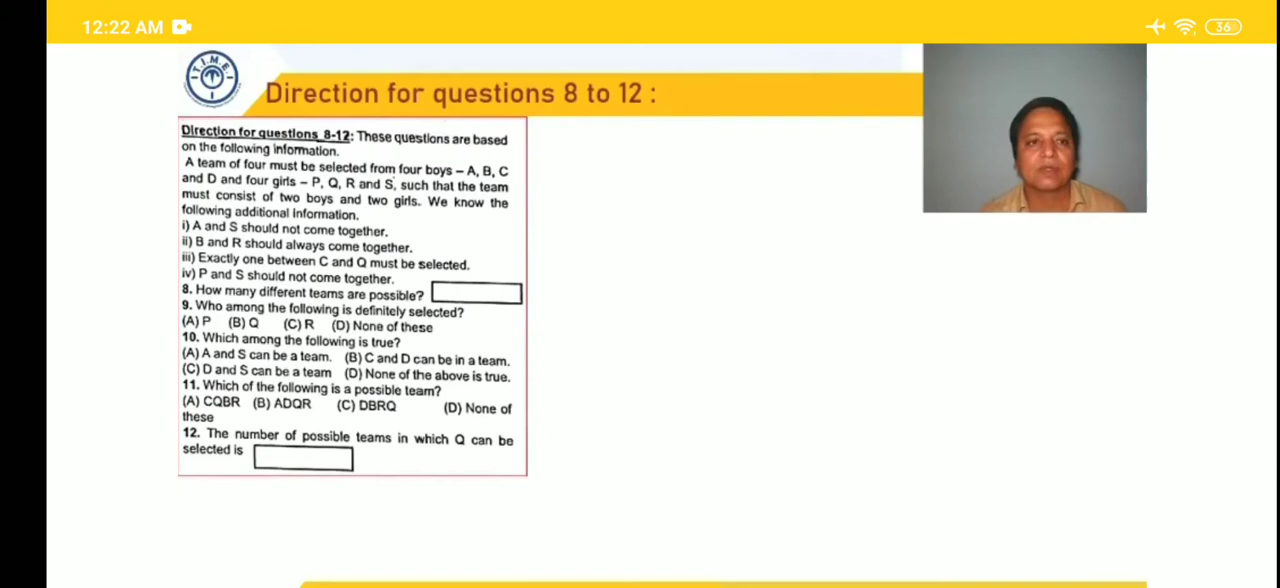 12:22 AM
36
T.I.M.E.
Direction for questions 8 to 12 :
Direction for questions 8-12: These questions are based
on the following information.
A team of four must be selected from four boys – A, B, C
and D and four girls – P, Q, R and S, such that the team
must consist of two boys and two girls. We know the
following additional information.
i) A and S should not come together.
ii) B and R should always come together.
iii) Exactly one between C and Q must be selected.
iv) P and S should not come together.
8. How many different teams are possible?
9. Who among the following is definitely selected?
(A) P (B) Q (C) R (D) None of these
10. Which among the following is true?
(A) A and S can be a team. (B) C and D can be in a team.
(C) D and S can be a team (D) None of the above is true.
11. Which of the following is a possible team?
(A) CQBR (B) ADQR (C) DBRQ (D) None of
these
12. The number of possible teams in which Q can be
selected is